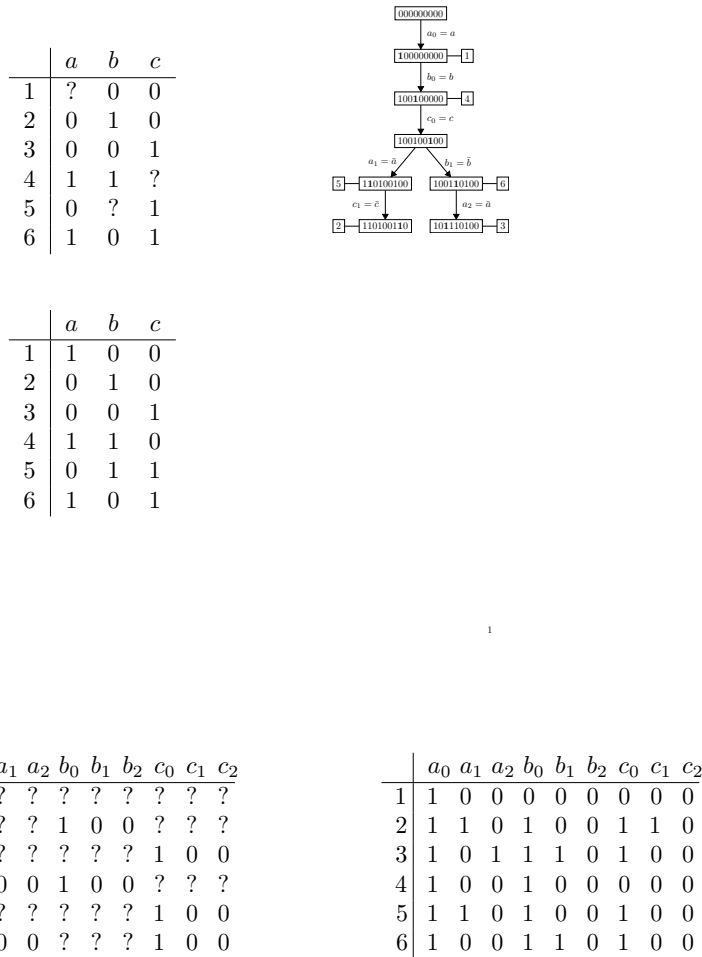 a b c
1 ? 0 0
2 0 1 0
3 0 0 1
4 1 1 ?
5 0 ? 1
6 1 0 1
000000000
a₀ = a
100000000 1
b₀ = b
100100000 4
c₀ = c
100100100
a₁ = ā b₁ = b̄
5 110100100 100110100 6
c₁ = c̄ a₂ = ā
2 110100110 101110100 3
a b c
1 1 0 0
2 0 1 0
3 0 0 1
4 1 1 0
5 0 1 1
6 1 0 1
1
a₁ a₂ b₀ b₁ b₂ c₀ c₁ c₂
? ? ? ? ? ? ? ?
? ? 1 0 0 ? ? ?
? ? ? ? ? 1 0 0
0 0 1 0 0 ? ? ?
? ? ? ? ? 1 0 0
0 0 ? ? ? 1 0 0
a₀ a₁ a₂ b₀ b₁ b₂ c₀ c₁ c₂
1 1 0 0 0 0 0 0 0 0
2 1 1 0 1 0 0 1 1 0
3 1 0 1 1 1 0 1 0 0
4 1 0 0 1 0 0 0 0 0
5 1 1 0 1 0 0 1 0 0
6 1 0 0 1 1 0 1 0 0